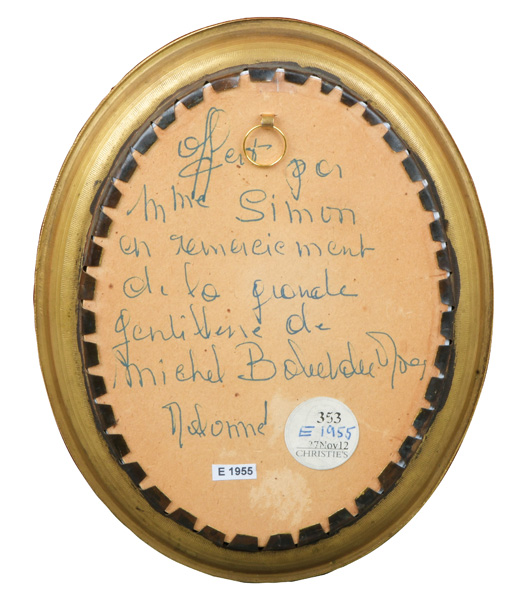 offert par
Mme Simon
en remerciement
de la grande
gentillesse de
Michel
353
E 1955
27Nov12
CHRISTIE'S
E 1955